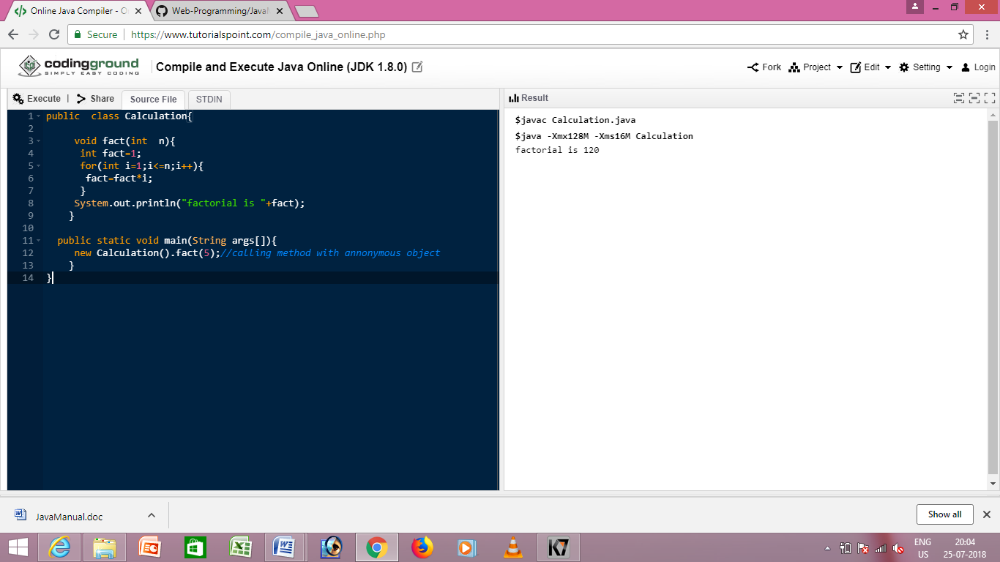 Online Java Compiler - O
Web-Programming/Java
Secure
https://www.tutorialspoint.com/compile_java_online.php
codingground
SIMPLY EASY CODING
Compile and Execute Java Online (JDK 1.8.0)
Fork
Project
Edit
Setting
Login
Execute | Share
Source File
STDIN
Result
1 public  class Calculation{
2
3      void fact(int  n){
4       int fact=1;
5       for(int i=1;i<=n;i++){
6        fact=fact*i;
7       }
8      System.out.println("factorial is "+fact);
9     }
10
11   public static void main(String args[]){
12      new Calculation().fact(5);//calling method with annonymous object
13     }
14 }
$javac Calculation.java
$java -Xmx128M -Xms16M Calculation
factorial is 120
JavaManual.doc
Show all
ENG
US
20:04
25-07-2018
K7